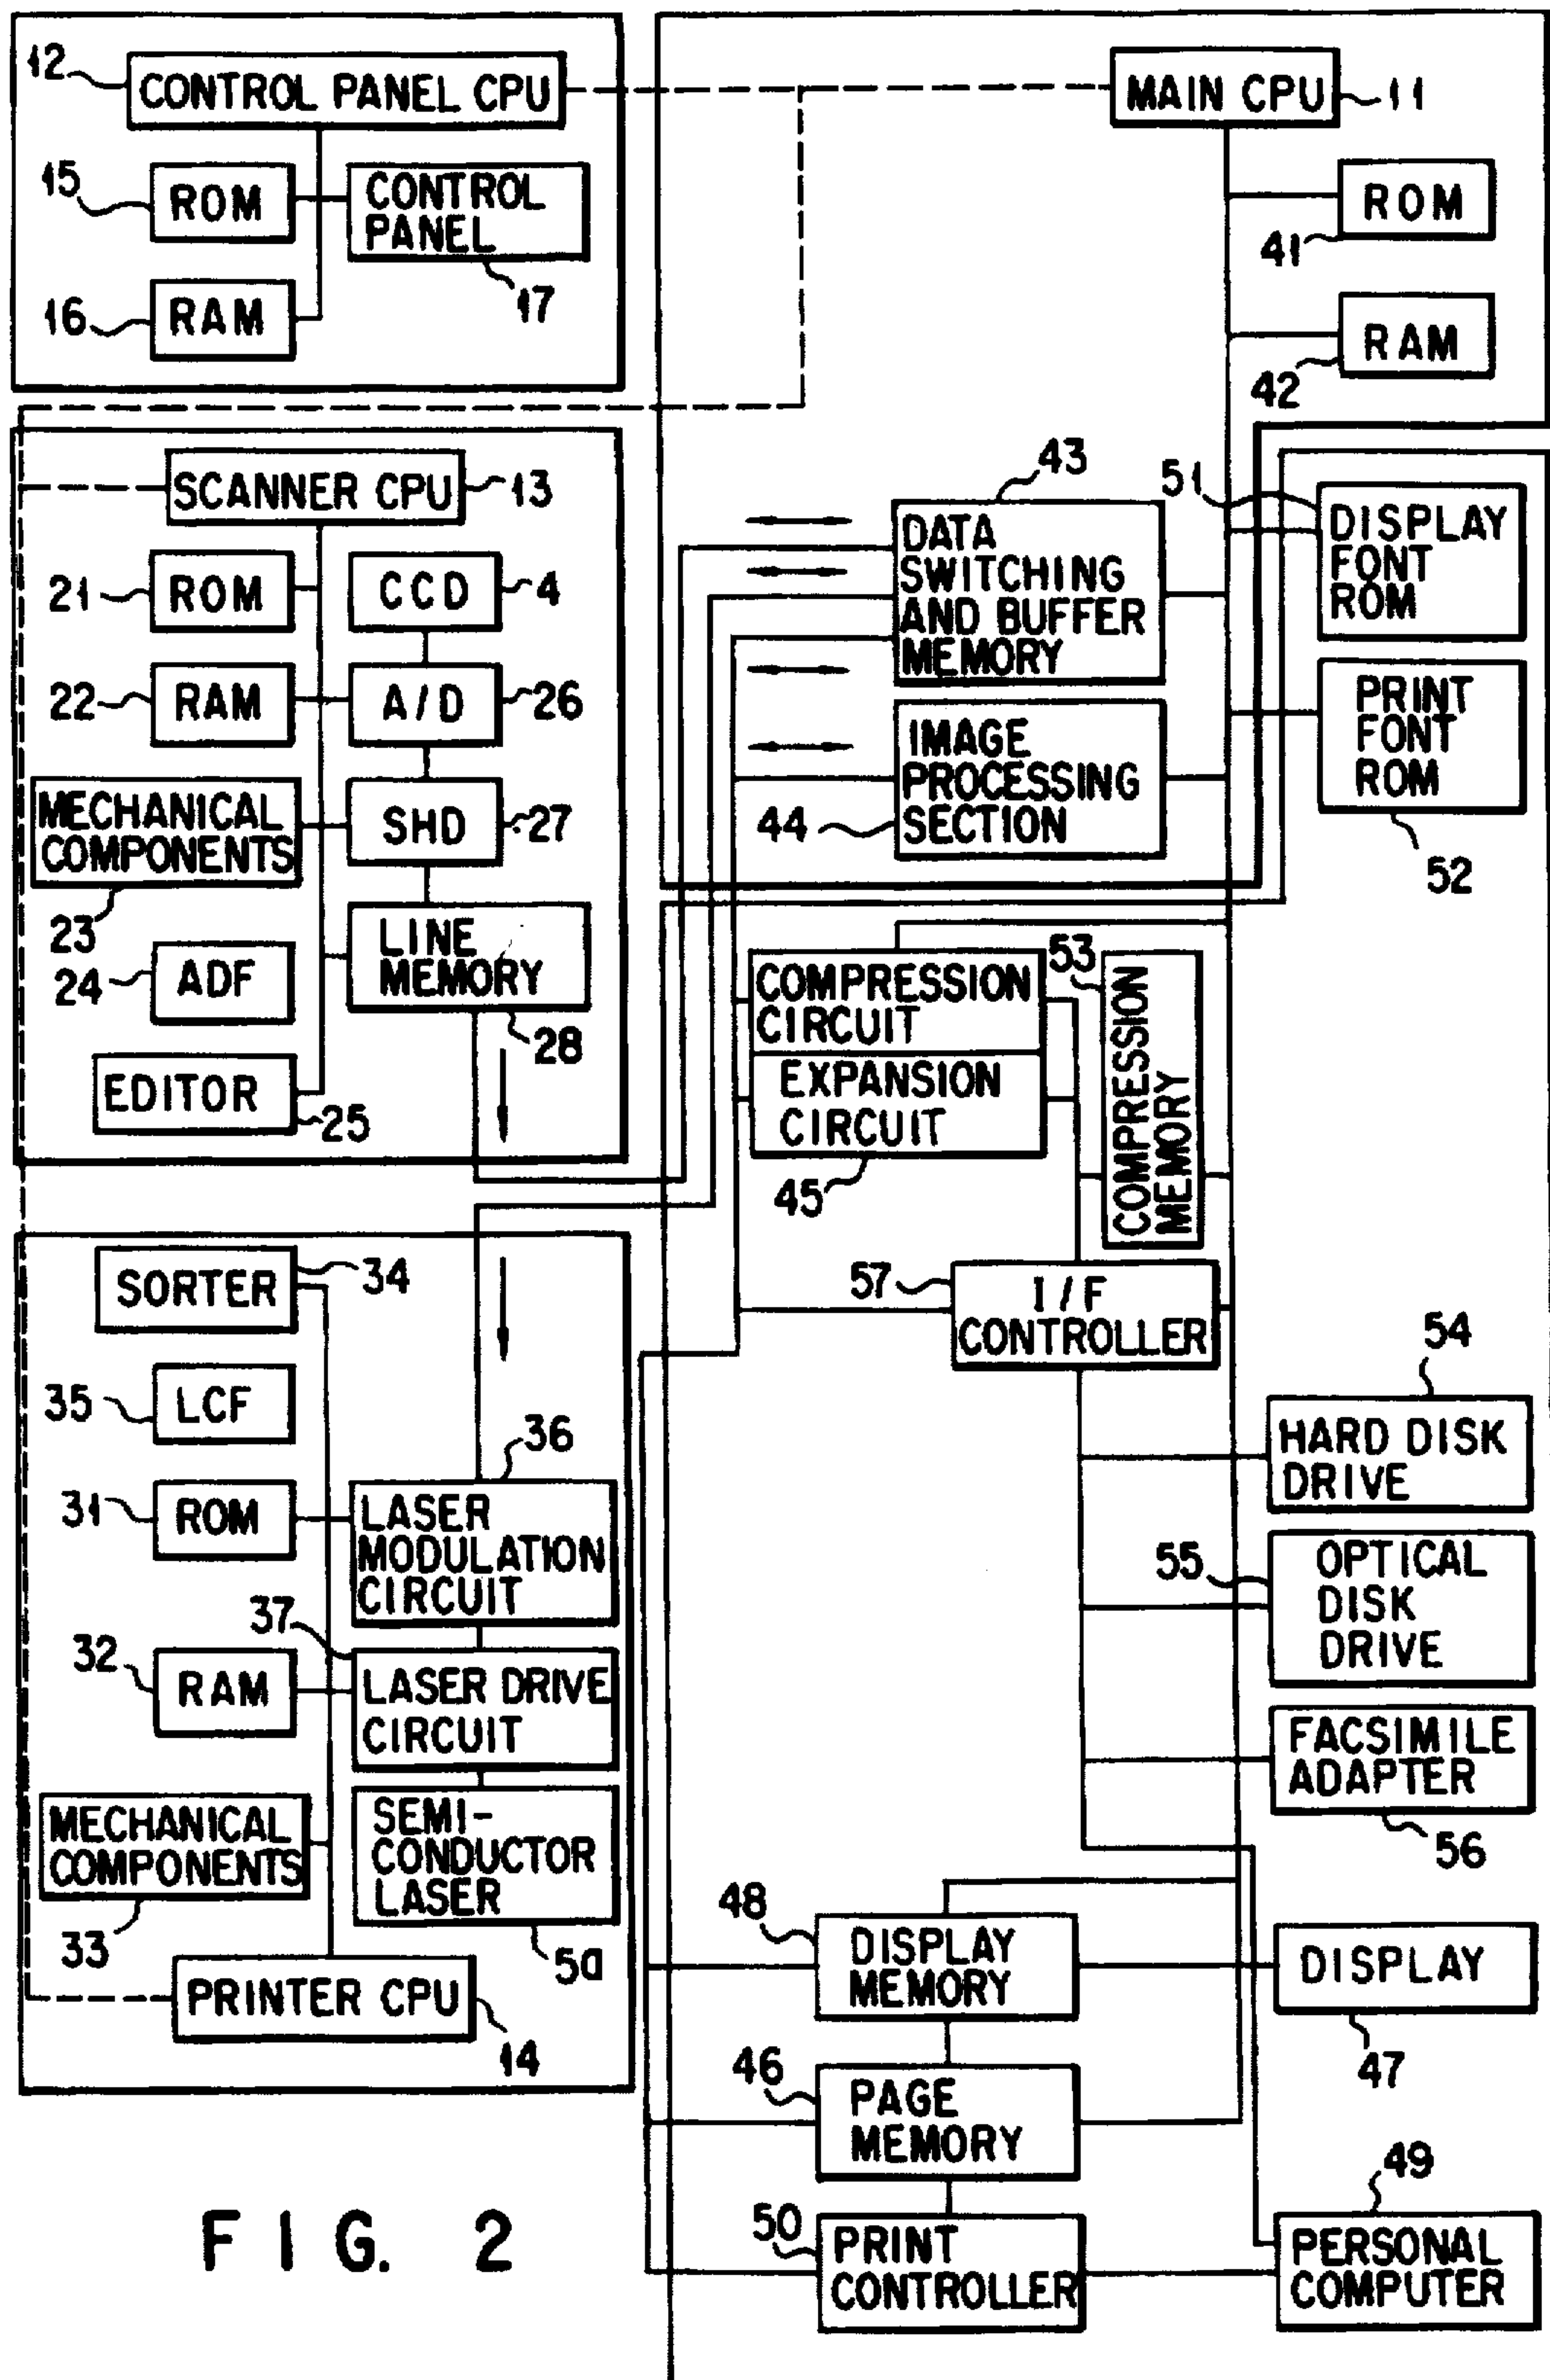 12
CONTROL PANEL CPU
15
ROM
CONTROL
PANEL
17
16
RAM
MAIN CPU
11
ROM
41
RAM
42
SCANNER CPU
13
21
ROM
CCD
4
22
RAM
A/D
26
MECHANICAL
COMPONENTS
23
SHD
27
24
ADF
LINE
MEMORY
28
EDITOR
25
43
DATA
SWITCHING
AND BUFFER
MEMORY
IMAGE
PROCESSING
SECTION
44
51
DISPLAY
FONT
ROM
PRINT
FONT
ROM
52
COMPRESSION
CIRCUIT
EXPANSION
CIRCUIT
45
53
COMPRESSION
MEMORY
57
I/F
CONTROLLER
SORTER
34
35
LCF
31
ROM
36
LASER
MODULATION
CIRCUIT
37
32
RAM
LASER DRIVE
CIRCUIT
MECHANICAL
COMPONENTS
33
SEMI-
CONDUCTOR
LASER
5a
PRINTER CPU
14
54
HARD DISK
DRIVE
55
OPTICAL
DISK
DRIVE
FACSIMILE
ADAPTER
56
48
DISPLAY
MEMORY
DISPLAY
47
46
PAGE
MEMORY
49
50
PRINT
CONTROLLER
PERSONAL
COMPUTER
FIG. 2